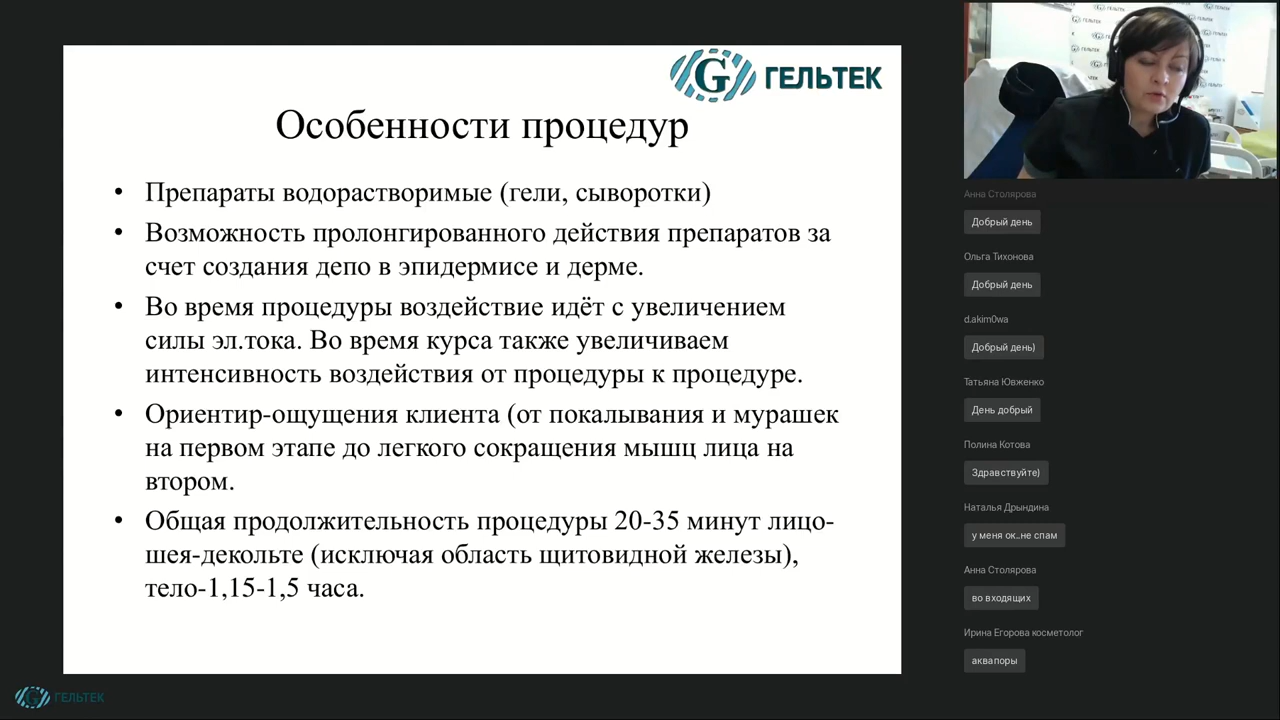 ГЕЛЬТЕК
Особенности процедур
• Препараты водорастворимые (гели, сыворотки)
• Возможность пролонгированного действия препаратов за
счет создания депо в эпидермисе и дерме.
• Во время процедуры воздействие идёт с увеличением
силы эл.тока. Во время курса также увеличиваем
интенсивность воздействия от процедуры к процедуре.
• Ориентир-ощущения клиента (от покалывания и мурашек
на первом этапе до легкого сокращения мышц лица на
втором.
• Общая продолжительность процедуры 20-35 минут лицо-
шея-декольте (исключая область щитовидной железы),
тело-1,15-1,5 часа.
ГЕЛЬТЕК
Анна Столярова
Добрый день
Ольга Тихонова
Добрый день
d.akim0wa
Добрый день)
Татьяна Ювженко
День добрый
Полина Котова
Здравствуйте)
Наталья Дрындина
у меня ок..не спам
Анна Столярова
во входящих
Ирина Егорова косметолог
аквапоры